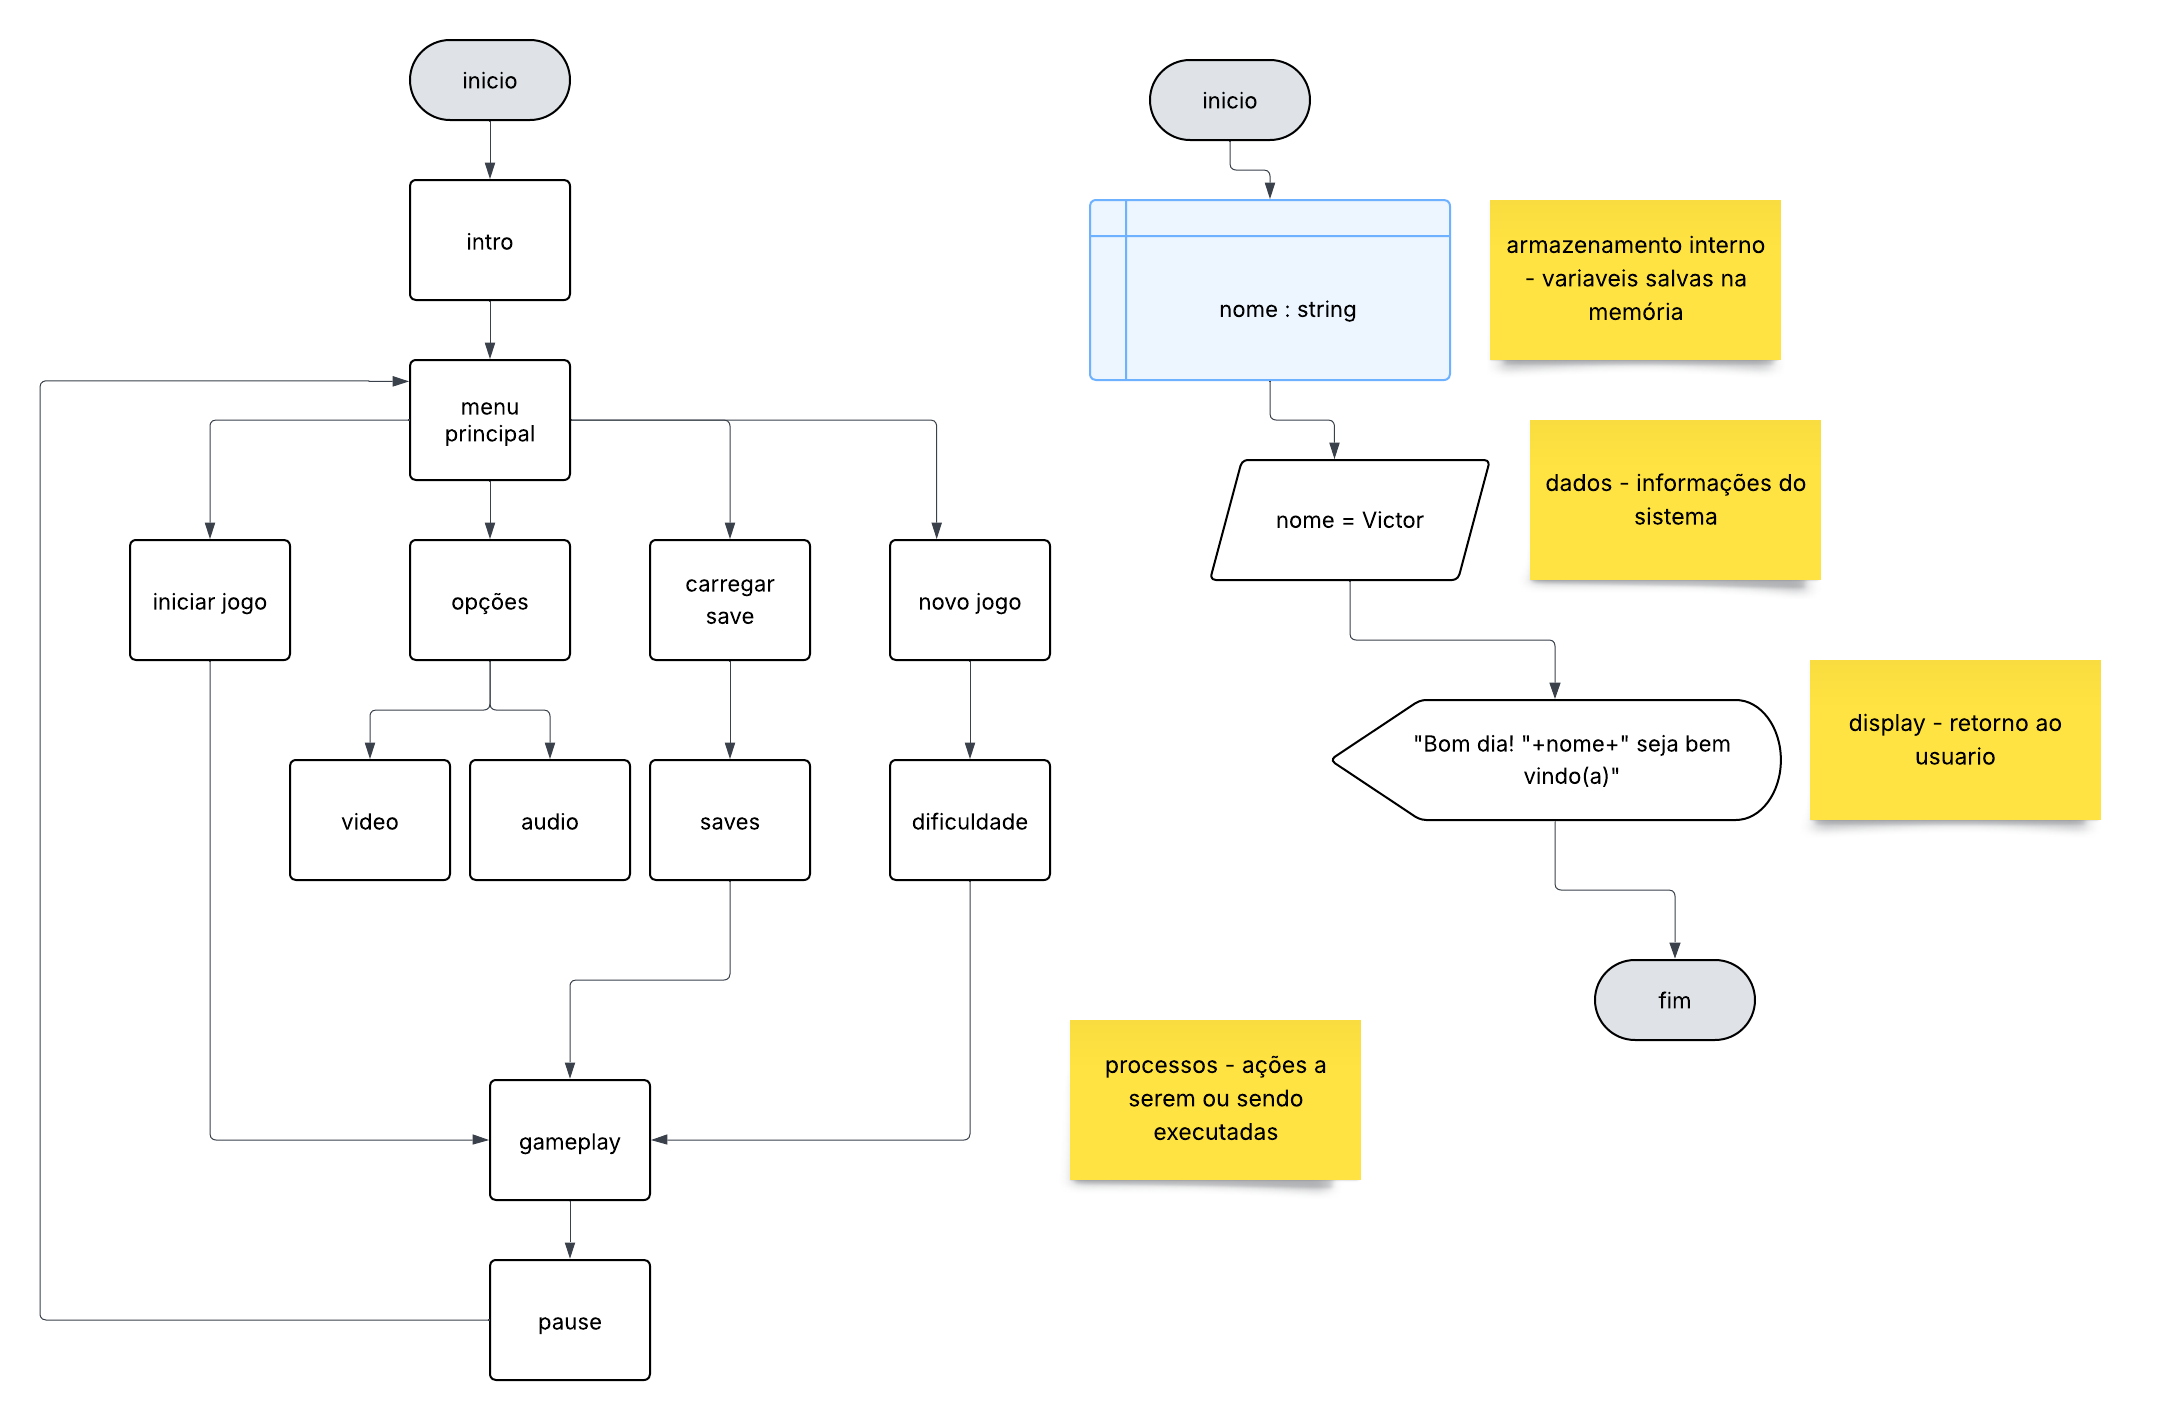 inicio
intro
menu
principal
iniciar jogo
opções
carregar
save
novo jogo
video
audio
saves
dificuldade
gameplay
pause
inicio
nome : string
armazenamento interno
- variaveis salvas na
memória
nome = Victor
dados - informações do
sistema
"Bom dia! "+nome+" seja bem
vindo(a)"
display - retorno ao
usuario
fim
processos - ações a
serem ou sendo
executadas